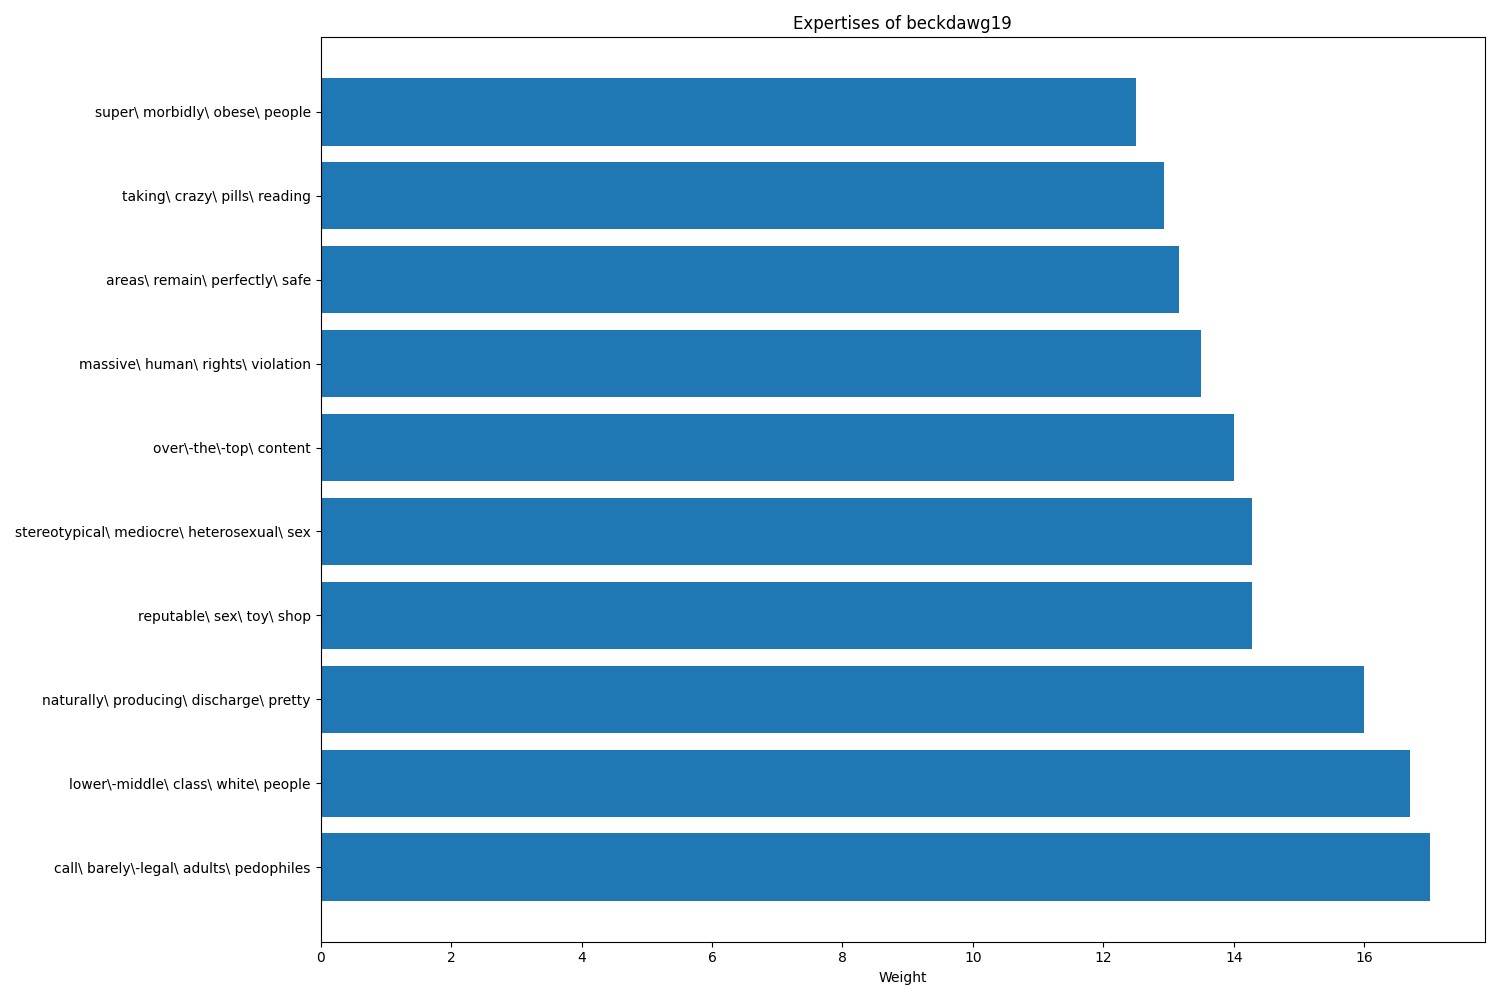 Expertises of beckdawg19
super\ morbidly\ obese\ people
taking\ crazy\ pills\ reading
areas\ remain\ perfectly\ safe
massive\ human\ rights\ violation
over\-the\-top\ content
stereotypical\ mediocre\ heterosexual\ sex
reputable\ sex\ toy\ shop
naturally\ producing\ discharge\ pretty
lower\-middle\ class\ white\ people
call\ barely\-legal\ adults\ pedophiles
0 2 4 6 8 10 12 14 16
Weight